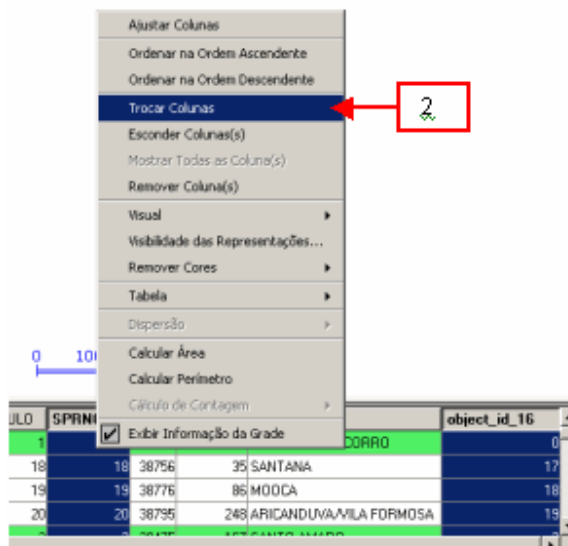 Ajustar Colunas
Ordenar na Ordem Ascendente
Ordenar na Ordem Descendente
Trocar Colunas
2
Esconder Colunas(s)
Mostrar Todas as Coluna(s)
Remover Coluna(s)
Visual
Visibilidade das Representações...
Remover Cores
Tabela
Dispersão
0 10
Calcular Área
Calcular Perímetro
Cálculo de Contagem
Exibir Informação da Grade
ULO SPRN object_id_16
1 CORRO 0
18 18 38756 35 SANTANA 17
19 19 38776 86 MOOCA 18
20 20 38795 248 ARICANDUVA/VILA FORMOSA 19